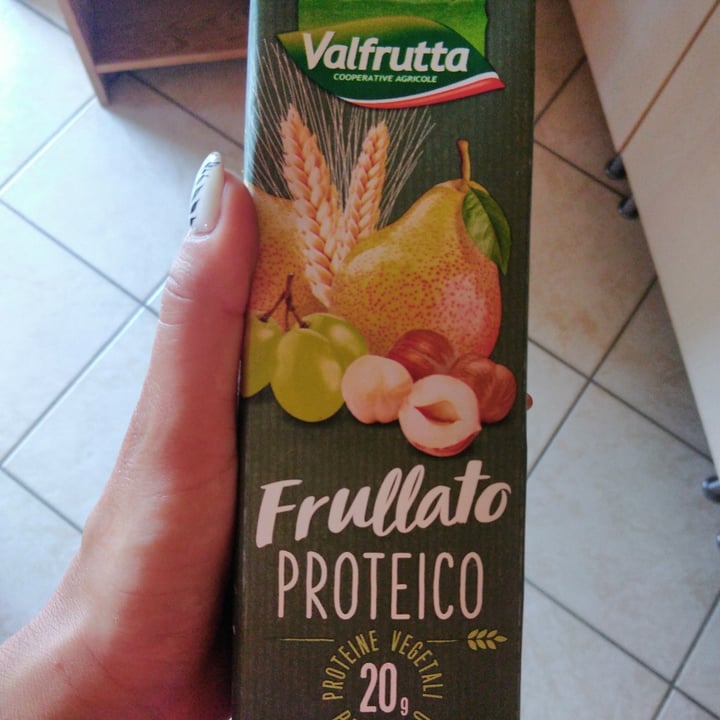 Valfrutta
COOPERATIVE AGRICOLE
Frullato
PROTEICO
PROTEINE VEGETALI
20g